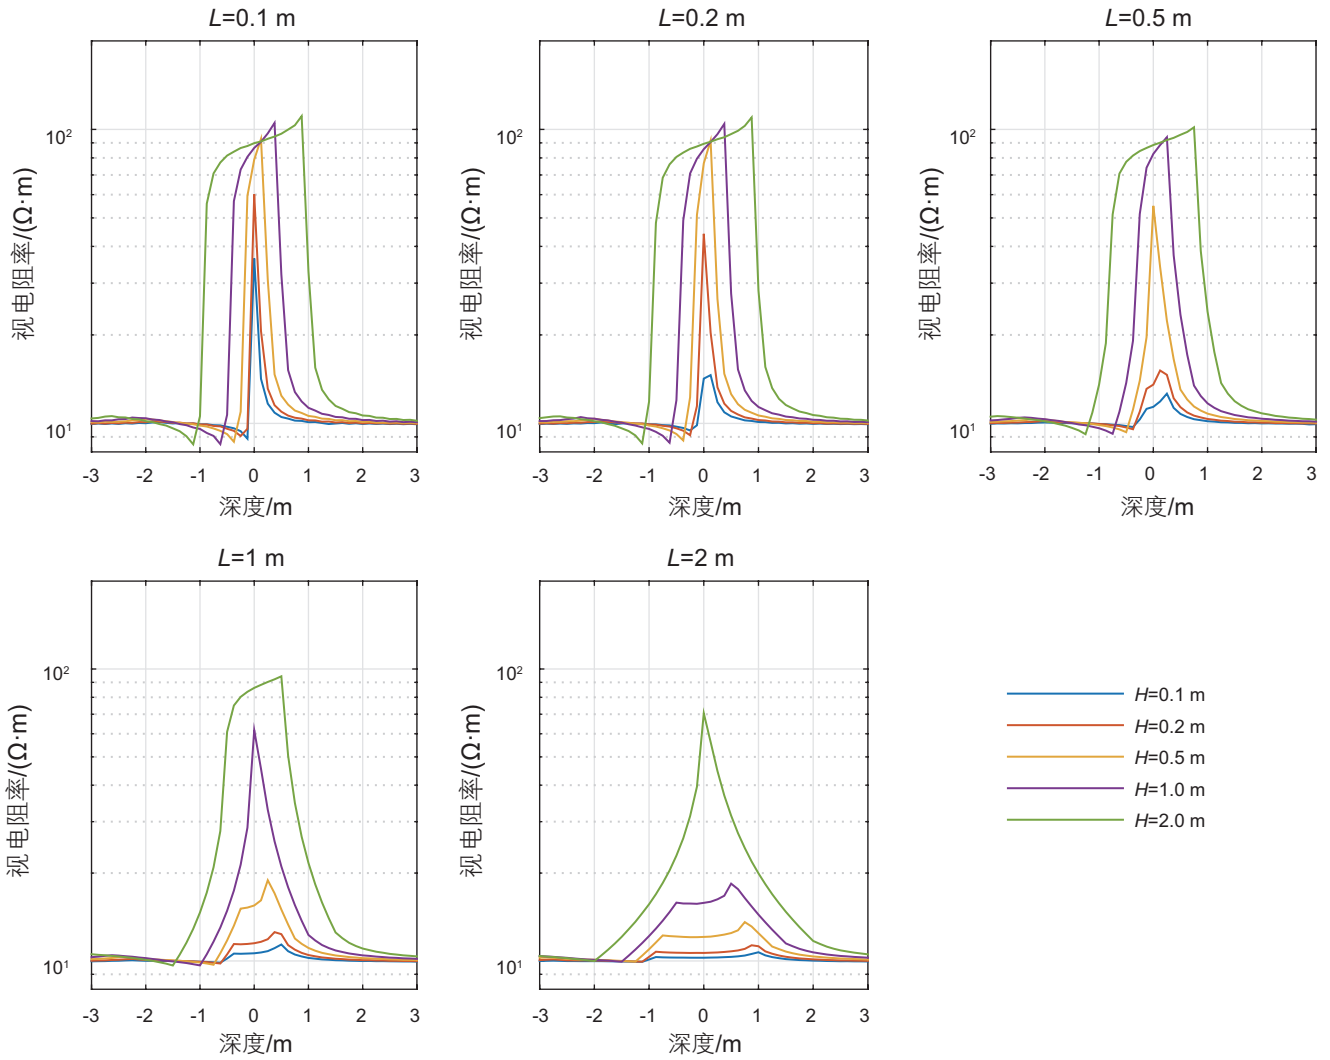 L=0.1 m
L=0.2 m
L=0.5 m
10²
10¹
视电阻率/(Ω·m)
-3 -2 -1 0 1 2 3
深度/m
10²
10¹
视电阻率/(Ω·m)
-3 -2 -1 0 1 2 3
深度/m
10²
10¹
视电阻率/(Ω·m)
-3 -2 -1 0 1 2 3
深度/m
L=1 m
L=2 m
10²
10¹
视电阻率/(Ω·m)
-3 -2 -1 0 1 2 3
深度/m
10²
10¹
视电阻率/(Ω·m)
-3 -2 -1 0 1 2 3
深度/m
H=0.1 m
H=0.2 m
H=0.5 m
H=1.0 m
H=2.0 m